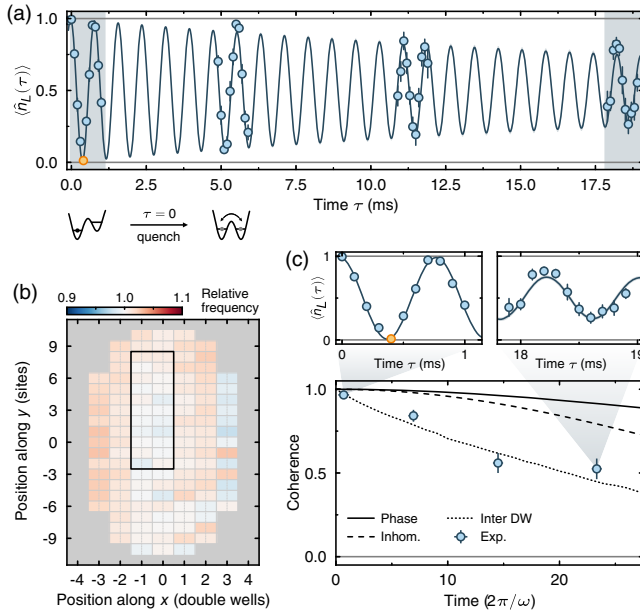 (a)
1.0
0.5
0.0
⟨n̂_L(τ)⟩
0.0 2.5 5.0 7.5 10.0 12.5 15.0 17.5
Time τ (ms)
τ = 0
quench
(b)
0.9 1.0 1.1
Relative
frequency
9
6
3
0
-3
-6
-9
Position along y (sites)
-4 -3 -2 -1 0 1 2 3 4
Position along x (double wells)
(c)
1
0
⟨n̂_L(τ)⟩
0 1
Time τ (ms)
18 19
Time τ (ms)
1.0
0.5
0.0
Coherence
Phase
Inhom.
Inter DW
Exp.
0 10 20
Time (2π/ω)